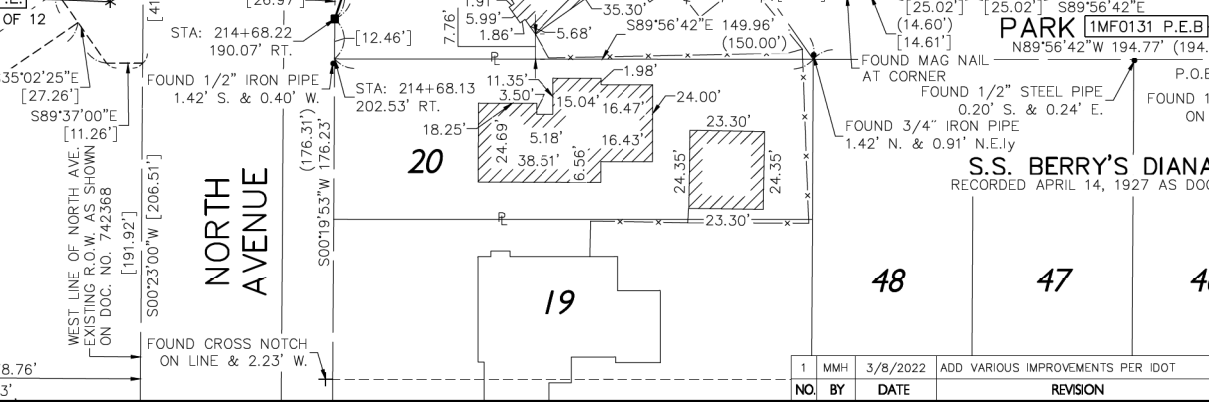 OF 12
[26.97']
STA: 214+68.22
190.07' RT.
[12.46']
7.76'
1.91'
5.99'
1.86'
5.68'
35.30'
S89°56'42"E 149.96'
(150.00')
[25.02'] [25.02'] S89°56'42"E
(14.60')
[14.61']
PARK
1MF0131 P.E.B
N89°56'42"W 194.77' (194.
35°02'25"E
[27.26']
S89°37'00"E
[11.26']
FOUND 1/2" IRON PIPE
1.42' S. & 0.40' W.
STA: 214+68.13
202.53' RT.
11.35'
3.50'
15.04'
1.98'
16.47'
24.00'
18.25'
24.69'
5.18'
38.51'
6.56'
16.43'
23.30'
24.35'
24.35'
23.30'
FOUND MAG NAIL
AT CORNER
FOUND 1/2" STEEL PIPE
0.20' S. & 0.24' E.
FOUND 3/4" IRON PIPE
1.42' N. & 0.91' N.E.ly
P.O.B
FOUND 1
ON
S.S. BERRY'S DIANA
RECORDED APRIL 14, 1927 AS DOC
20
WEST LINE OF NORTH AVE.
EXISTING R.O.W. AS SHOWN
ON DOC. NO. 742368
[191.92']
S00°23'00"W [206.51']
NORTH
AVENUE
(176.31')
S00°19'53"W 176.23'
19
48
47
FOUND CROSS NOTCH
ON LINE & 2.23' W.
8.76'
3'
1 MMH 3/8/2022 ADD VARIOUS IMPROVEMENTS PER IDOT
NO. BY DATE REVISION